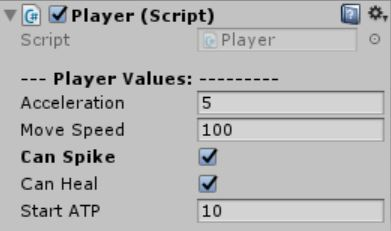 Player (Script)
Script Player
--- Player Values: ---------
Acceleration 5
Move Speed 100
Can Spike
Can Heal
Start ATP 10